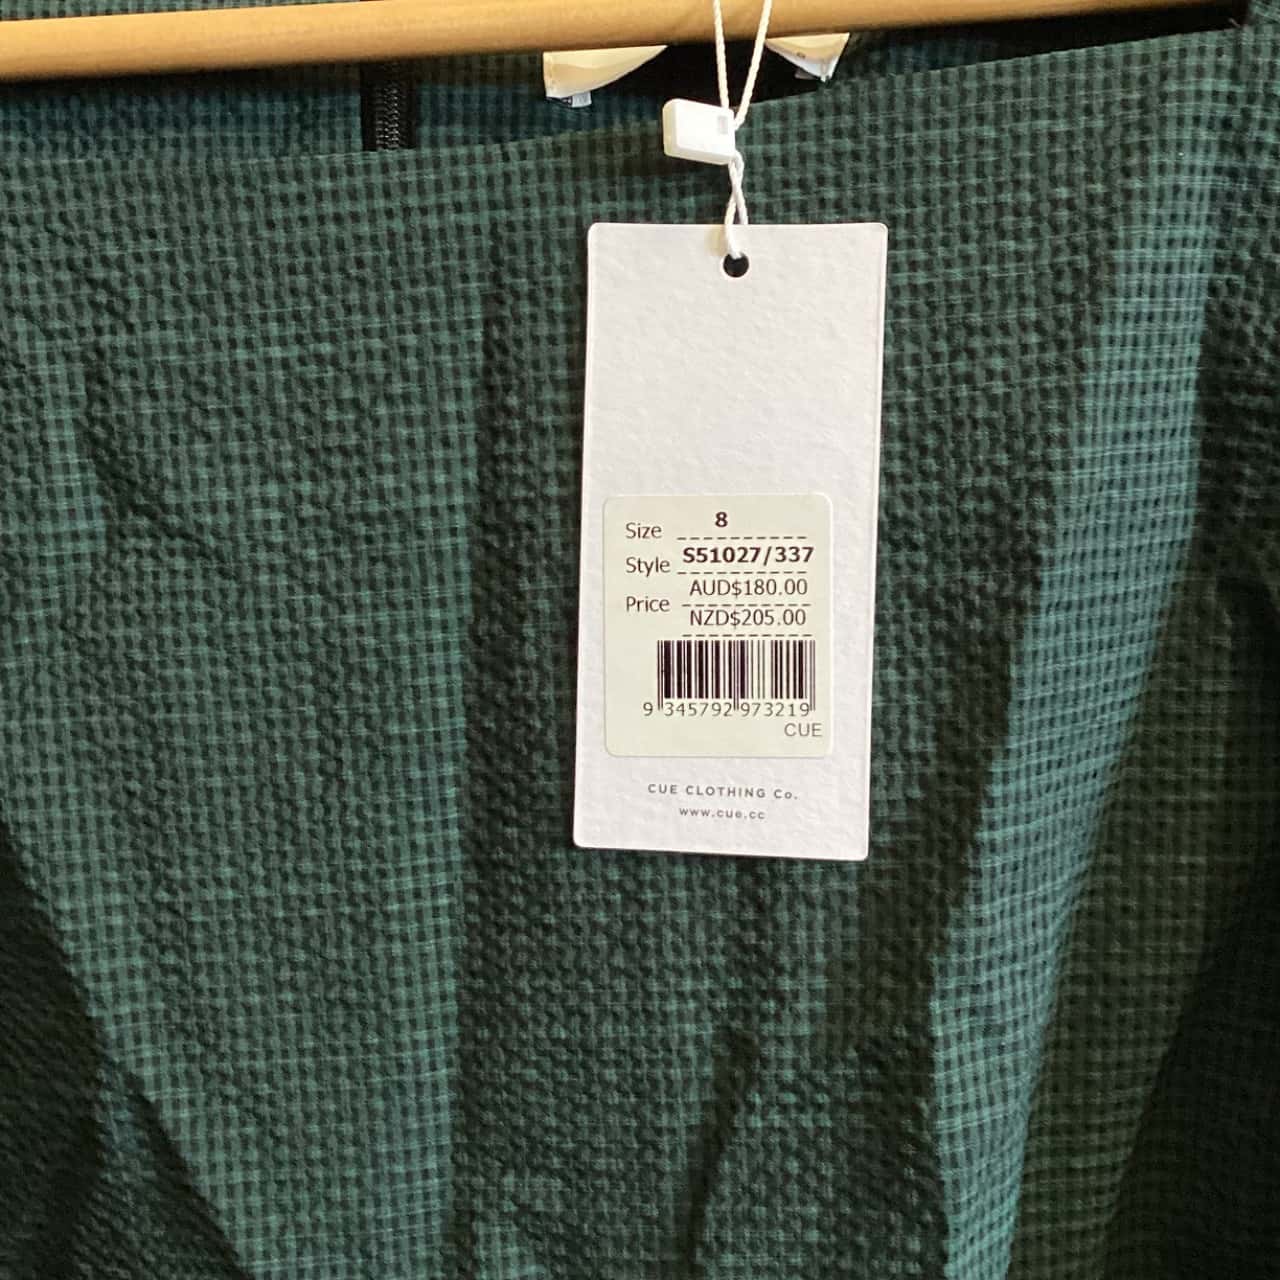 Size 8
Style S51027/337
AUD$180.00
Price
NZD$205.00
9 345792 973219
CUE
CUE CLOTHING Co.
www.cue.cc